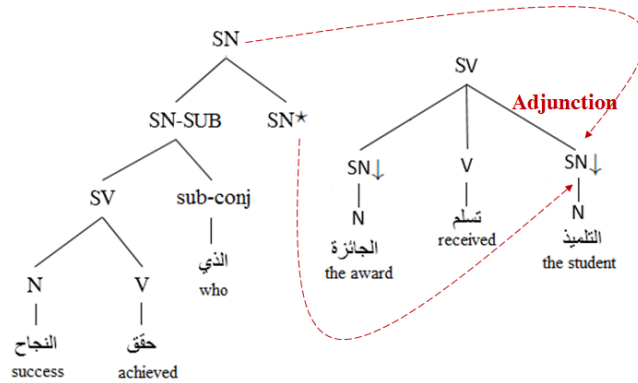 SN
SV
Adjunction
SN-SUB
SN★
SN↓
V
SN↓
SV
sub-conj
N
تسلم
N
الجائزة
received
التلميذ
the award
the student
الذي
who
N
V
النجاح
حقق
success
achieved